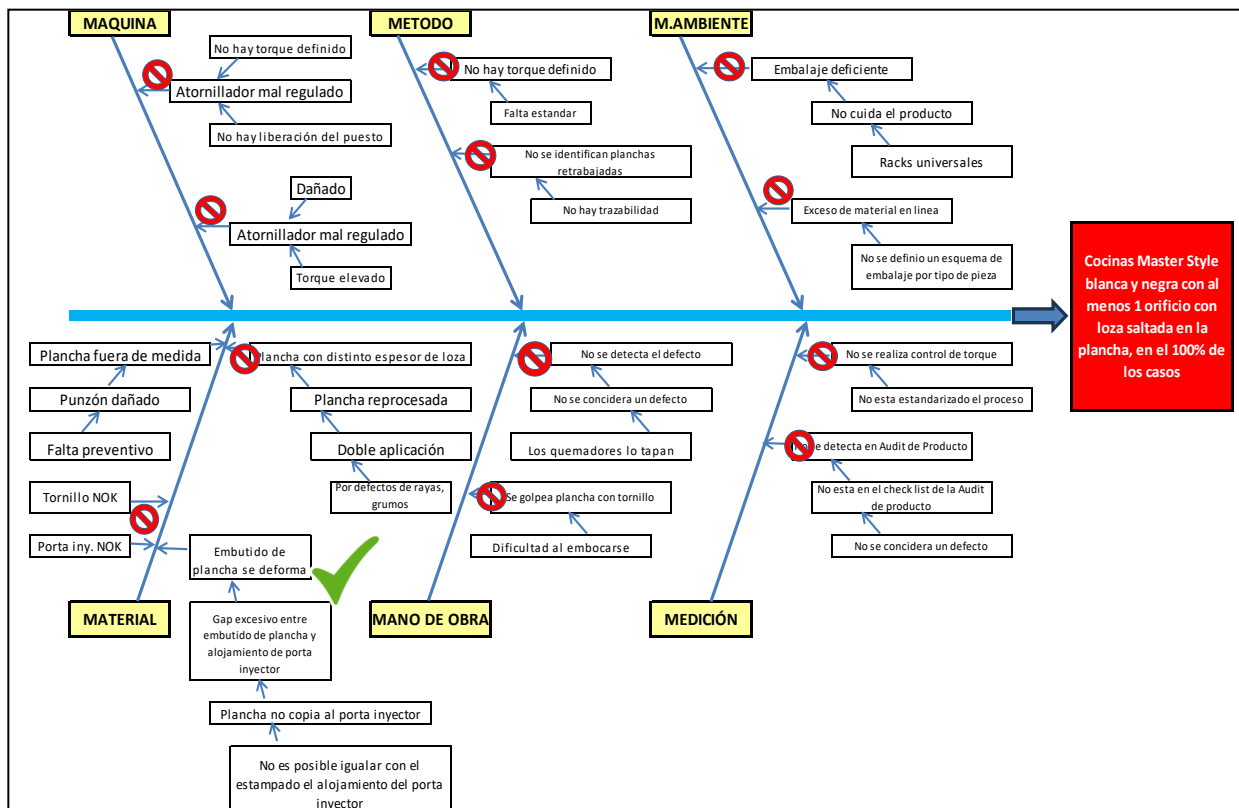 MAQUINA
METODO
M.AMBIENTE
No hay torque definido
Atornillador mal regulado
No hay liberación del puesto
Dañado
Atornillador mal regulado
Torque elevado
No hay torque definido
Falta estandar
No se identifican planchas
retrabajadas
No hay trazabilidad
Embalaje deficiente
No cuida el producto
Racks universales
Exceso de material en linea
No se definio un esquema de
embalaje por tipo de pieza
Cocinas Master Style
blanca y negra con al
menos 1 orificio con
loza saltada en la
plancha, en el 100% de
los casos
Plancha fuera de medida
Punzón dañado
Falta preventivo
Tornillo NOK
Porta iny. NOK
Plancha con distinto espesor de loza
Plancha reprocesada
Doble aplicación
Por defectos de rayas,
grumos
Embutido de
plancha se deforma
Gap excesivo entre
embutido de plancha y
alojamiento de porta
inyector
Plancha no copia al porta inyector
No es posible igualar con el
estampado el alojamiento del porta
inyector
No se detecta el defecto
No se concidera un defecto
Los quemadores lo tapan
Se golpea plancha con tornillo
Dificultad al embocarse
No se realiza control de torque
No esta estandarizado el proceso
detecta en Audit de Producto
No esta en el check list de la Audit
de producto
No se concidera un defecto
MATERIAL
MANO DE OBRA
MEDICIÓN